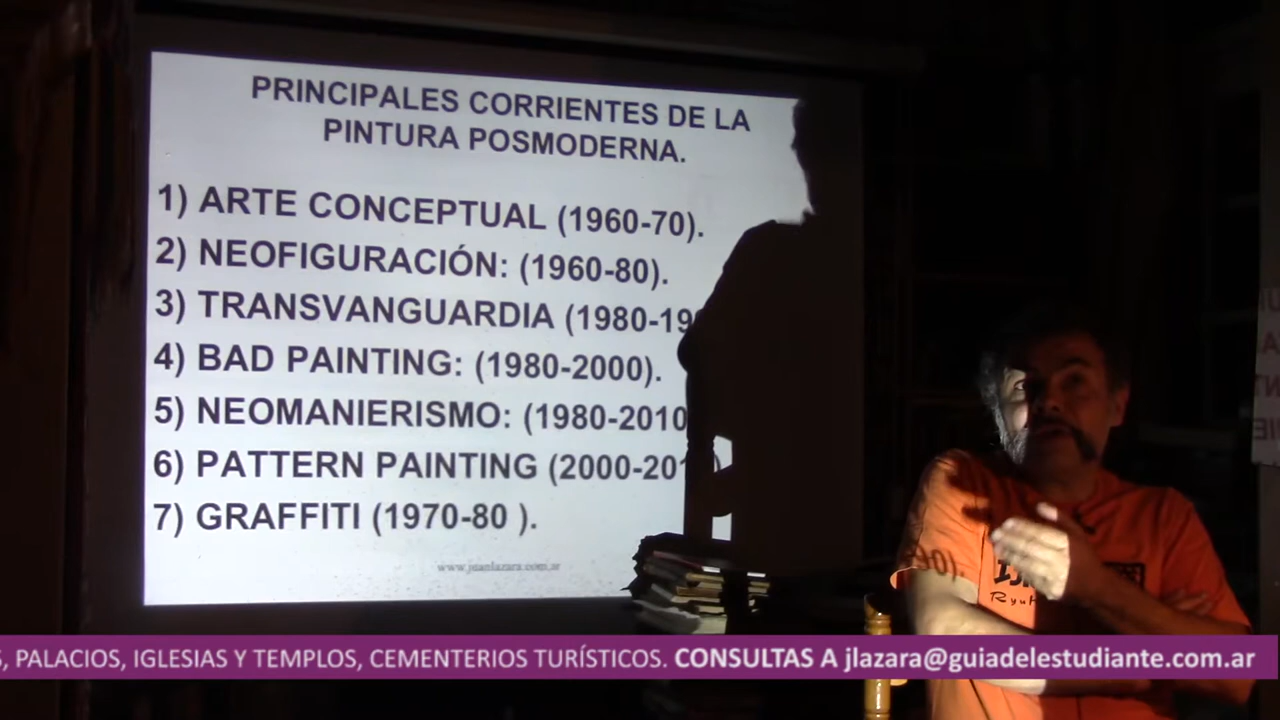 PRINCIPALES CORRIENTES DE LA
PINTURA POSMODERNA.
1) ARTE CONCEPTUAL (1960-70).
2) NEOFIGURACIÓN: (1960-80).
3) TRANSVANGUARDIA (1980-19
4) BAD PAINTING: (1980-2000).
5) NEOMANIERISMO: (1980-2010
6) PATTERN PAINTING (2000-201
7) GRAFFITI (1970-80 ).
www.juanlazara.com.ar
, PALACIOS, IGLESIAS Y TEMPLOS, CEMENTERIOS TURÍSTICOS. CONSULTAS A jlazara@guiadelestudiante.com.ar